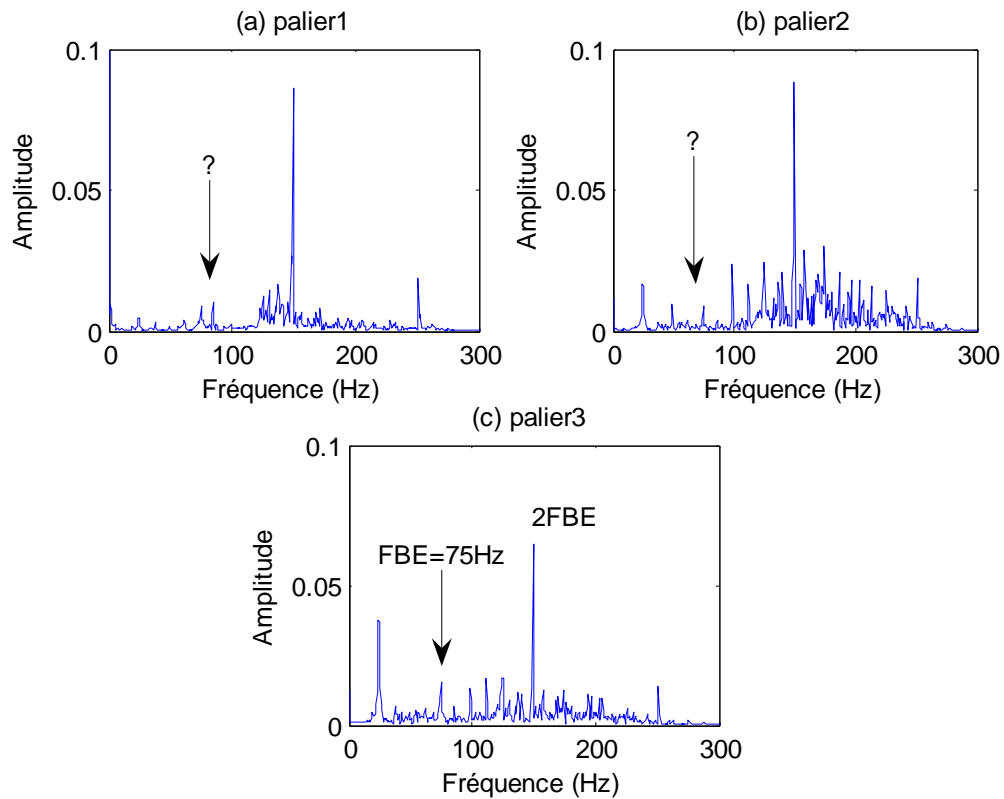 (a) palier1
0.1
0.05
0
?
Amplitude
0 100 200 300
Fréquence (Hz)
(b) palier2
0.1
0.05
0
?
Amplitude
0 100 200 300
Fréquence (Hz)
(c) palier3
0.1
0.05
0
2FBE
FBE=75Hz
Amplitude
0 100 200 300
Fréquence (Hz)